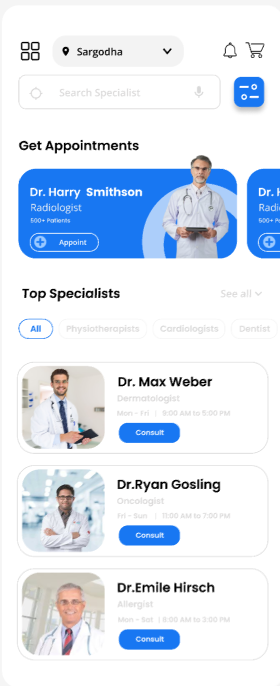 Sargodha
Search Specialist
Get Appointments
Dr. Harry Smithson
Radiologist
500+ Patients
Appoint
Dr. H
Radi
500+ P
Top Specialists
See all
All
Physiotherapists
Cardiologists
Dentist
Dr. Max Weber
Dermatologist
Mon - Fri | 9:00 AM to 5:00 PM
Consult
Dr.Ryan Gosling
Oncologist
Fri - Sun | 11:00 AM to 7:00 PM
Consult
Dr.Emile Hirsch
Allergist
Mon - Sat | 8:00 AM to 2:00 PM
Consult